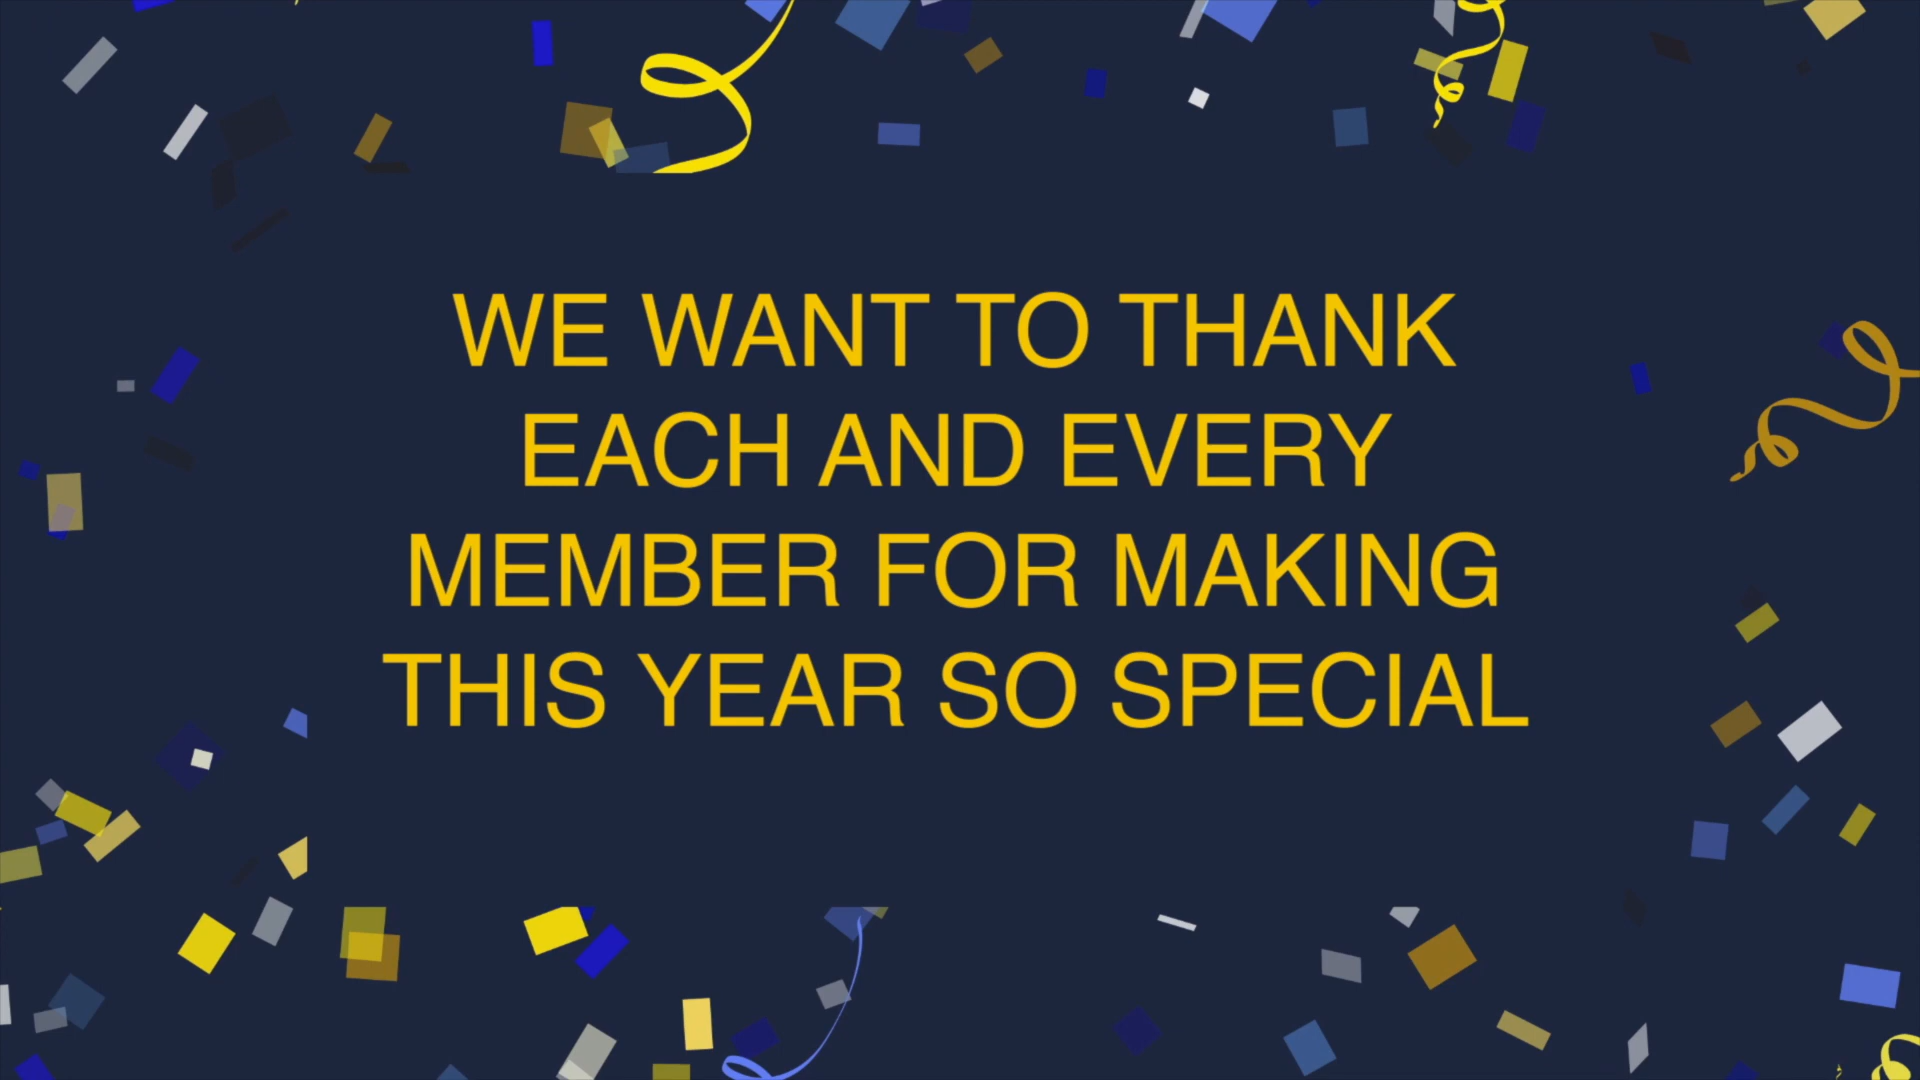 WE WANT TO THANK
EACH AND EVERY
MEMBER FOR MAKING
THIS YEAR SO SPECIAL